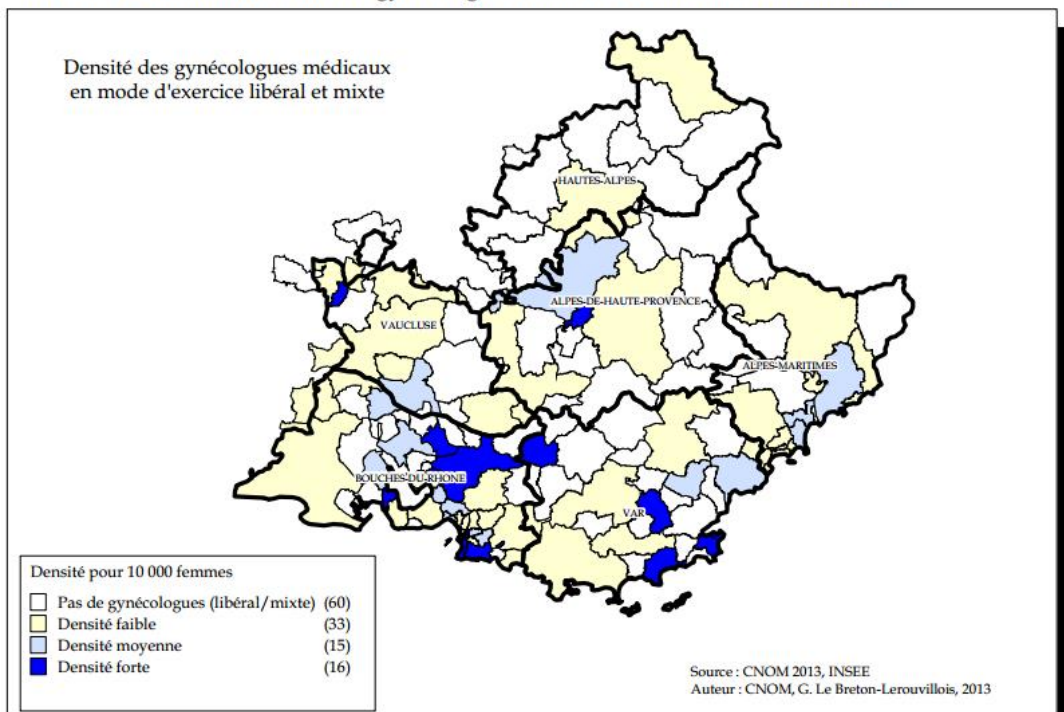 Densité des gynécologues médicaux
en mode d'exercice libéral et mixte
HAUTES-ALPES
ALPES-DE-HAUTE-PROVENCE
VAUCLUSE
ALPES-MARITIMES
BOUCHES-DU-RHONE
VAR
Densité pour 10 000 femmes
Pas de gynécologues (libéral/mixte) (60)
Densité faible (33)
Densité moyenne (15)
Densité forte (16)
Source : CNOM 2013, INSEE
Auteur : CNOM, G. Le Breton-Lerouvillois, 2013